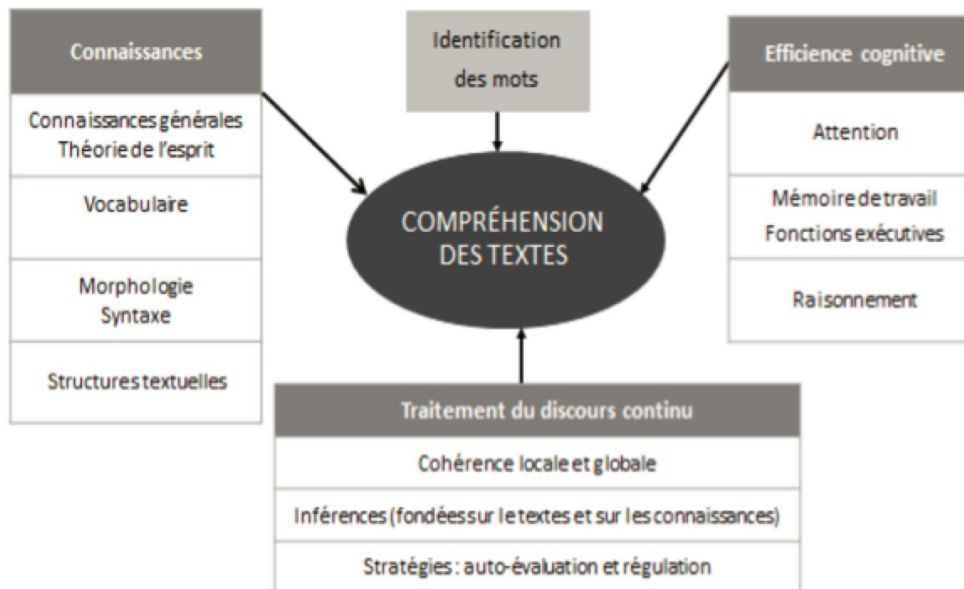 Connaissances
Connaissances générales
Théorie de l'esprit
Vocabulaire
Morphologie
Syntaxe
Structures textuelles
Identification
des mots
COMPRÉHENSION
DES TEXTES
Efficience cognitive
Attention
Mémoire de travail
Fonctions exécutives
Raisonnement
Traitement du discours continu
Cohérence locale et globale
Inférences (fondées sur le textes et sur les connaissances)
Stratégies : auto-évaluation et régulation